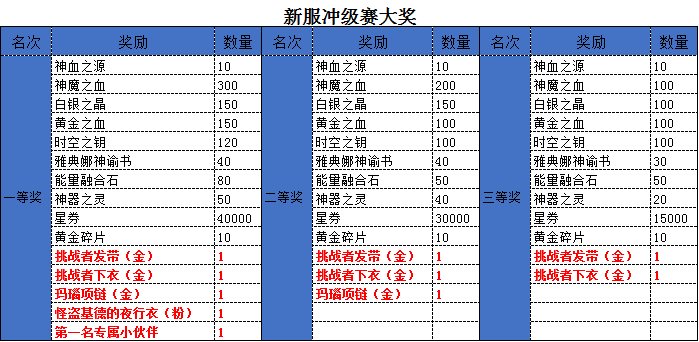 新服冲级赛大奖
名次 奖励 数量 名次 奖励 数量 名次 奖励 数量
神血之源 10 神血之源 10 神血之源 10
神魔之血 300 神魔之血 200 神魔之血 100
白银之晶 150 白银之晶 150 白银之晶 100
黄金之血 150 黄金之血 100 黄金之血 100
时空之钥 120 时空之钥 100 时空之钥 100
雅典娜神谕书 40 雅典娜神谕书 40 雅典娜神谕书 30
能量融合石 80 能量融合石 50 能量融合石 50
一等奖 神器之灵 50 二等奖 神器之灵 40 三等奖 神器之灵 20
星券 40000 星券 30000 星券 15000
黄金碎片 10 黄金碎片 10 黄金碎片 10
挑战者发带（金） 1 挑战者发带（金） 1 挑战者发带（金） 1
挑战者下衣（金） 1 挑战者下衣（金） 1 挑战者下衣（金） 1
玛瑙项链（金） 1 玛瑙项链（金） 1
怪盗基德的夜行衣（粉） 1
第一名专属小伙伴 1